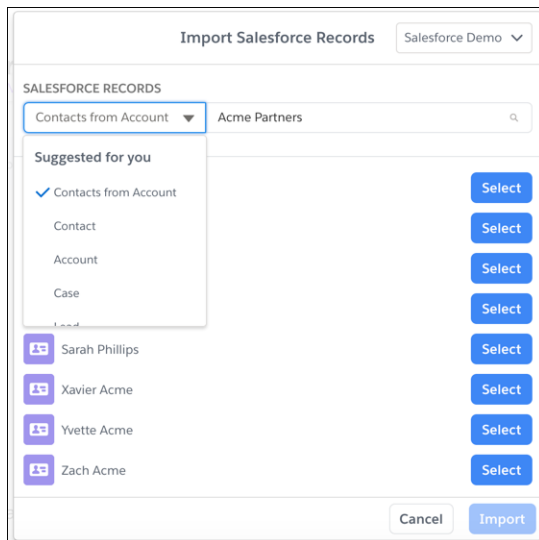 Import Salesforce Records
Salesforce Demo
SALESFORCE RECORDS
Contacts from Account
Acme Partners
Suggested for you
Contacts from Account
Contact
Account
Case
Select
Select
Select
Select
Sarah Phillips
Select
Xavier Acme
Select
Yvette Acme
Select
Zach Acme
Select
Cancel
Import